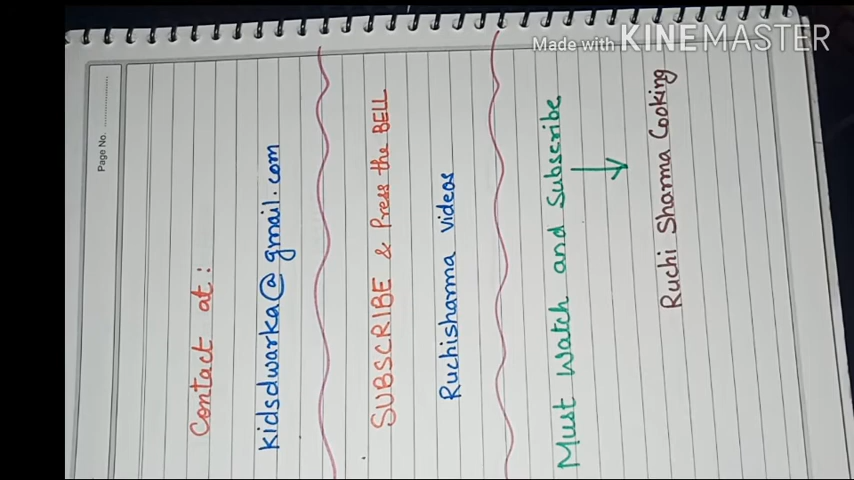 Made with KINEMASTER
Page No. ..............
Contact at:
kidsdwarka@gmail.com
SUBSCRIBE & Press the BELL
Ruchisharma videos
Must Watch and Subscribe
Ruchi Sharma Cooking